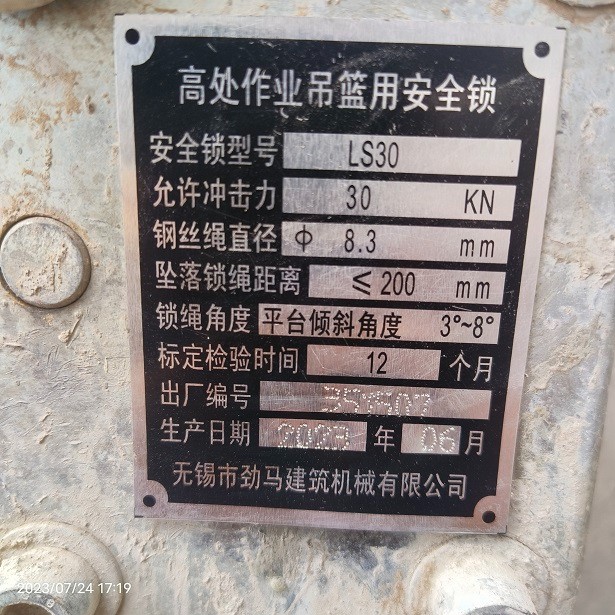 高处作业吊篮用安全锁
安全锁型号 LS30
允许冲击力 30 KN
钢丝绳直径 ф 8.3 mm
坠落锁绳距离 ≤200 mm
锁绳角度 平台倾斜角度 3°~8°
标定检验时间 12 个月
出厂编号
生产日期 2023 年 06 月
无锡市劲马建筑机械有限公司
2023/07/24 17:19